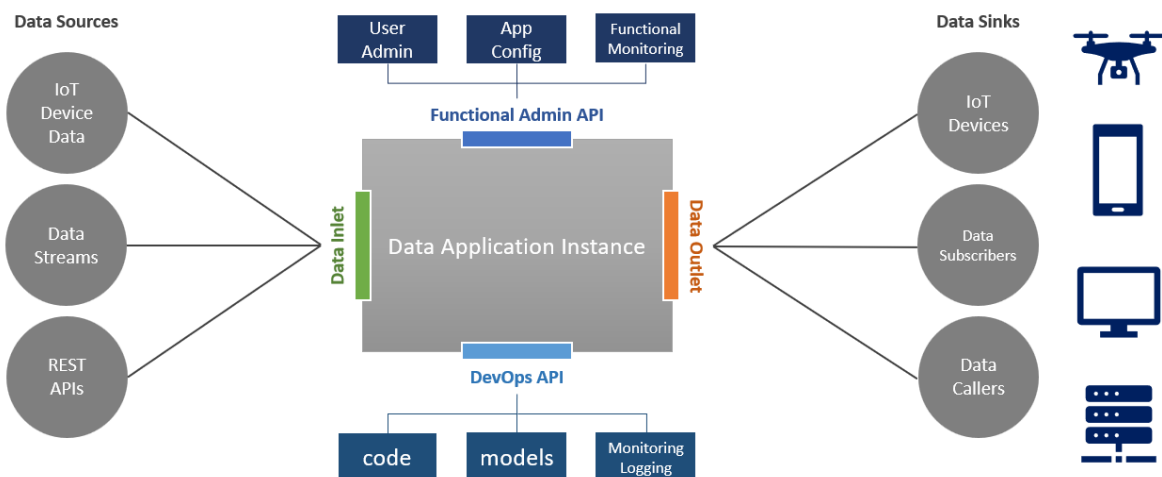 Data Sources
IoT
Device
Data
Data
Streams
REST
APIs
User
Admin
App
Config
Functional
Monitoring
Functional Admin API
Data Inlet
Data Application Instance
Data Outlet
DevOps API
code
models
Monitoring
Logging
Data Sinks
IoT
Devices
Data
Subscribers
Data
Callers